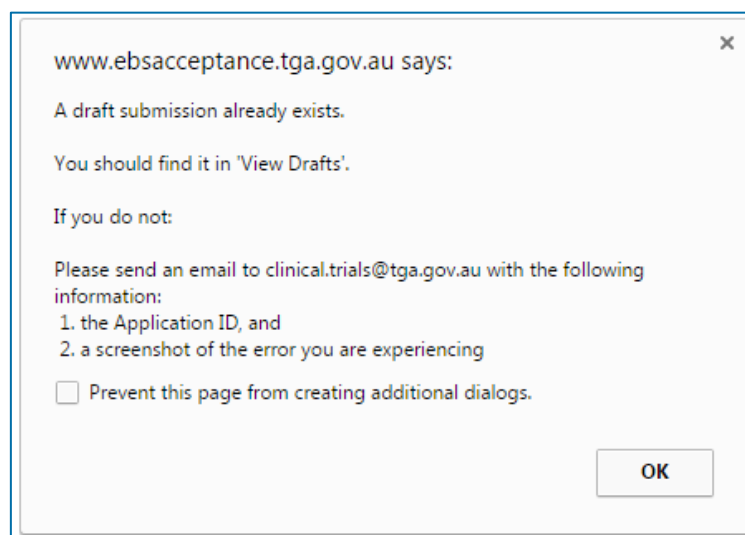 www.ebsacceptance.tga.gov.au says:
A draft submission already exists.
You should find it in 'View Drafts'.
If you do not:
Please send an email to clinical.trials@tga.gov.au with the following
information:
1. the Application ID, and
2. a screenshot of the error you are experiencing
Prevent this page from creating additional dialogs.
OK